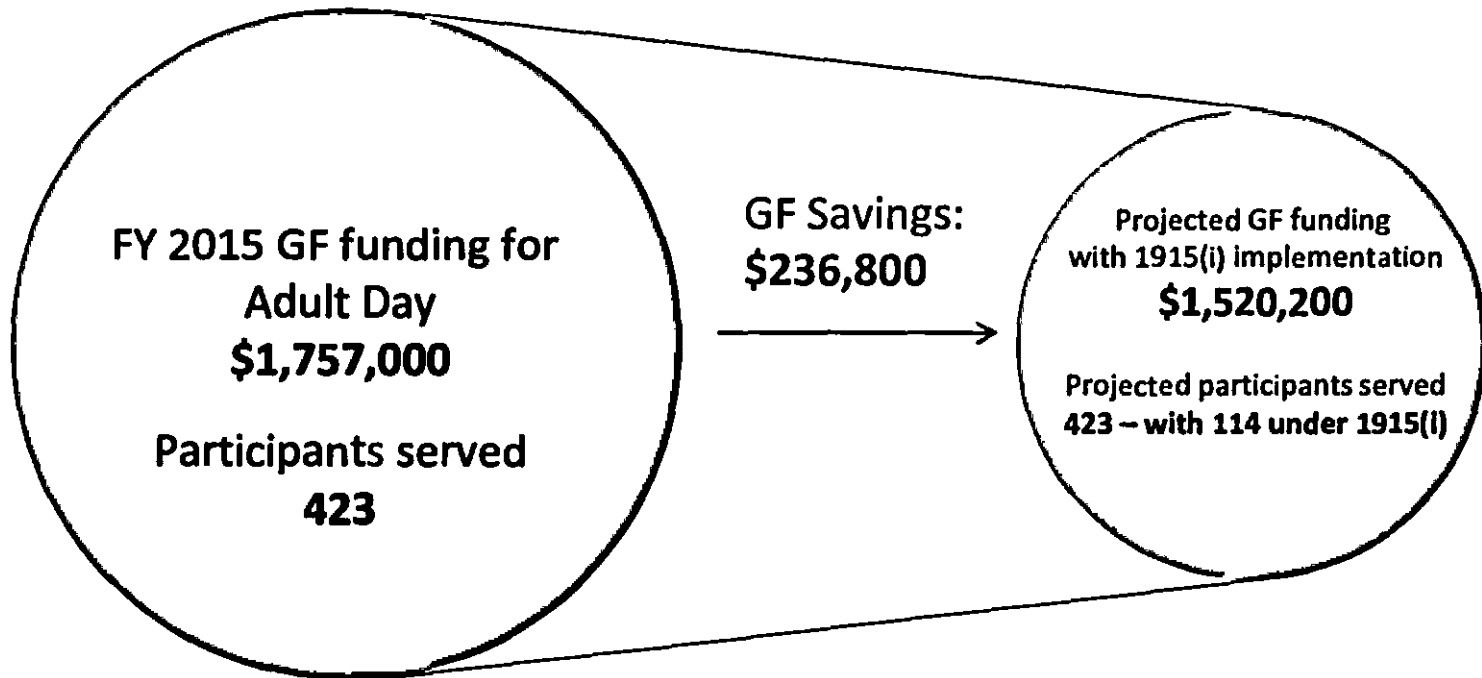 FY 2015 GF funding for
Adult Day
$1,757,000
Participants served
423
GF Savings:
$236,800
Projected GF funding
with 1915(i) implementation
$1,520,200
Projected participants served
423 – with 114 under 1915(i)